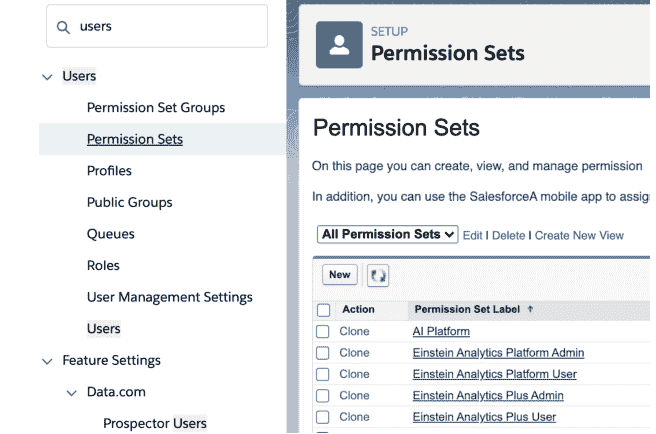 users
Users
Permission Set Groups
Permission Sets
Profiles
Public Groups
Queues
Roles
User Management Settings
Users
Feature Settings
Data.com
Prospector Users
SETUP
Permission Sets
Permission Sets
On this page you can create, view, and manage permission
In addition, you can use the SalesforceA mobile app to assig
All Permission Sets Edit | Delete | Create New View
New
Action Permission Set Label ↑
Clone AI Platform
Clone Einstein Analytics Platform Admin
Clone Einstein Analytics Platform User
Clone Einstein Analytics Plus Admin
Clone Einstein Analytics Plus User